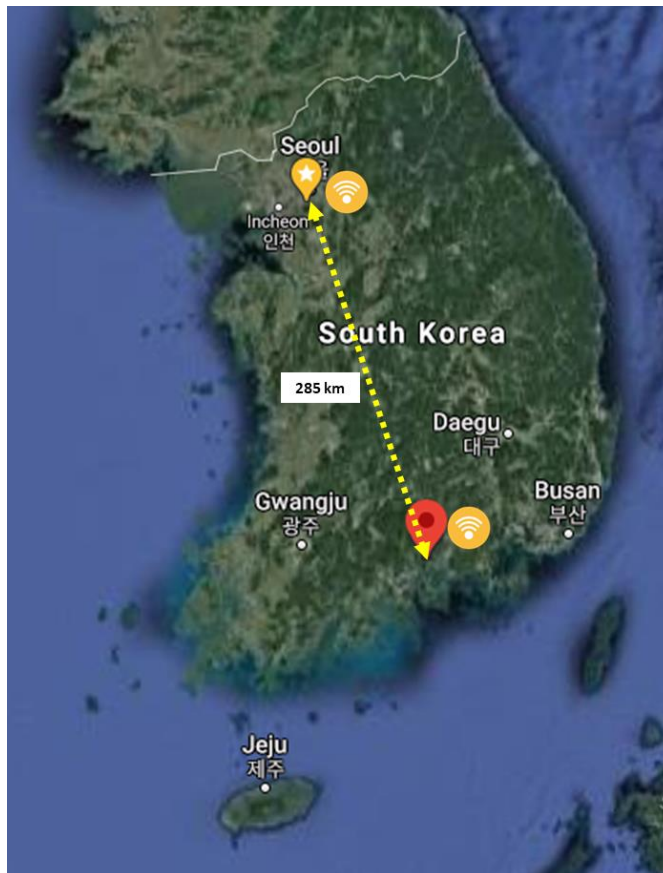 Seoul
Incheon
인천
South Korea
285 km
Daegu
대구
Gwangju
광주
Busan
부산
Jeju
제주